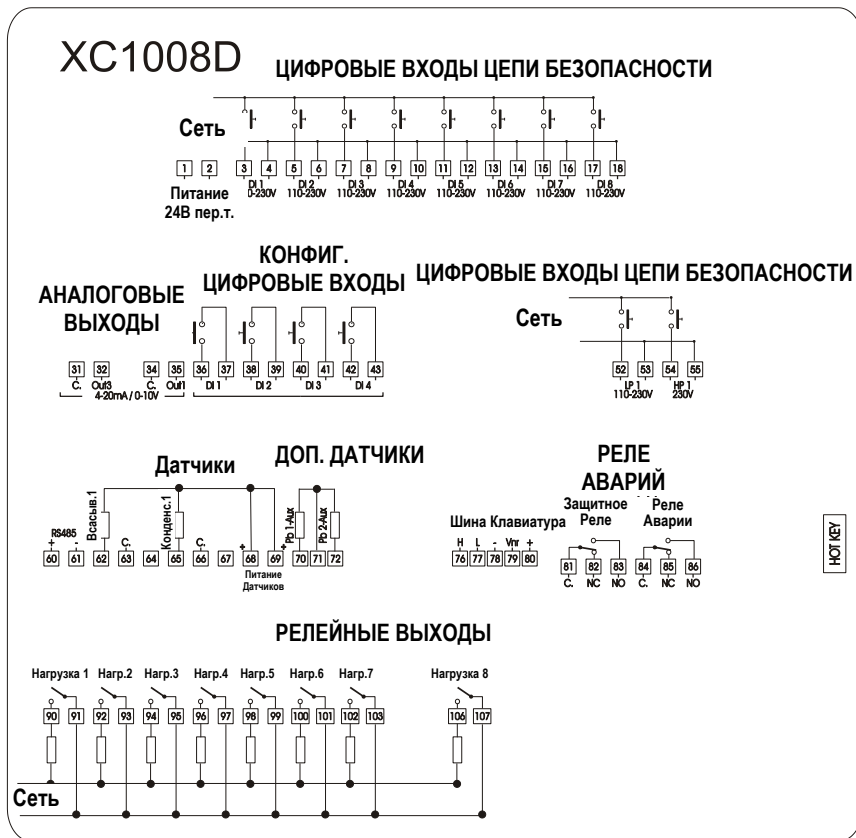 XC1008D
ЦИФРОВЫЕ ВХОДЫ ЦЕПИ БЕЗОПАСНОСТИ
Сеть
1 2 3 4 5 6 7 8 9 10 11 12 13 14 15 16 17 18
DI 1 DI 2 DI 3 DI 4 DI 5 DI 6 DI 7 DI 8
0-230V 110-230V 110-230V 110-230V 110-230V 110-230V 110-230V 110-230V
Питание
24В пер.т.
АНАЛОГОВЫЕ
ВЫХОДЫ
31 32 34 35
C. Out3 C. Out1
4-20mA / 0-10V
КОНФИГ.
ЦИФРОВЫЕ ВХОДЫ
36 37 38 39 40 41 42 43
DI 1 DI 2 DI 3 DI 4
ЦИФРОВЫЕ ВХОДЫ ЦЕПИ БЕЗОПАСНОСТИ
Сеть
52 53 54 55
LP 1 HP 1
110-230V 230V
Датчики
Всасыв.1
Конденс.1
RS485
+ - C. C. + +
60 61 62 63 64 65 66 67 68 69
Питание
Датчиков
ДОП. ДАТЧИКИ
Pb 1-Aux
Pb 2-Aux
70 71 72
Шина Клавиатура
H L - Vnr +
76 77 78 79 80
РЕЛЕ
АВАРИЙ
Защитное Реле
Реле Аварии
81 82 83 84 85 86
C. NC NO C. NC NO
HOT KEY
РЕЛЕЙНЫЕ ВЫХОДЫ
Нагрузка 1 Нагр.2 Нагр.3 Нагр.4 Нагр.5 Нагр.6 Нагр.7 Нагрузка 8
90 91 92 93 94 95 96 97 98 99 100 101 102 103 106 107
Сеть